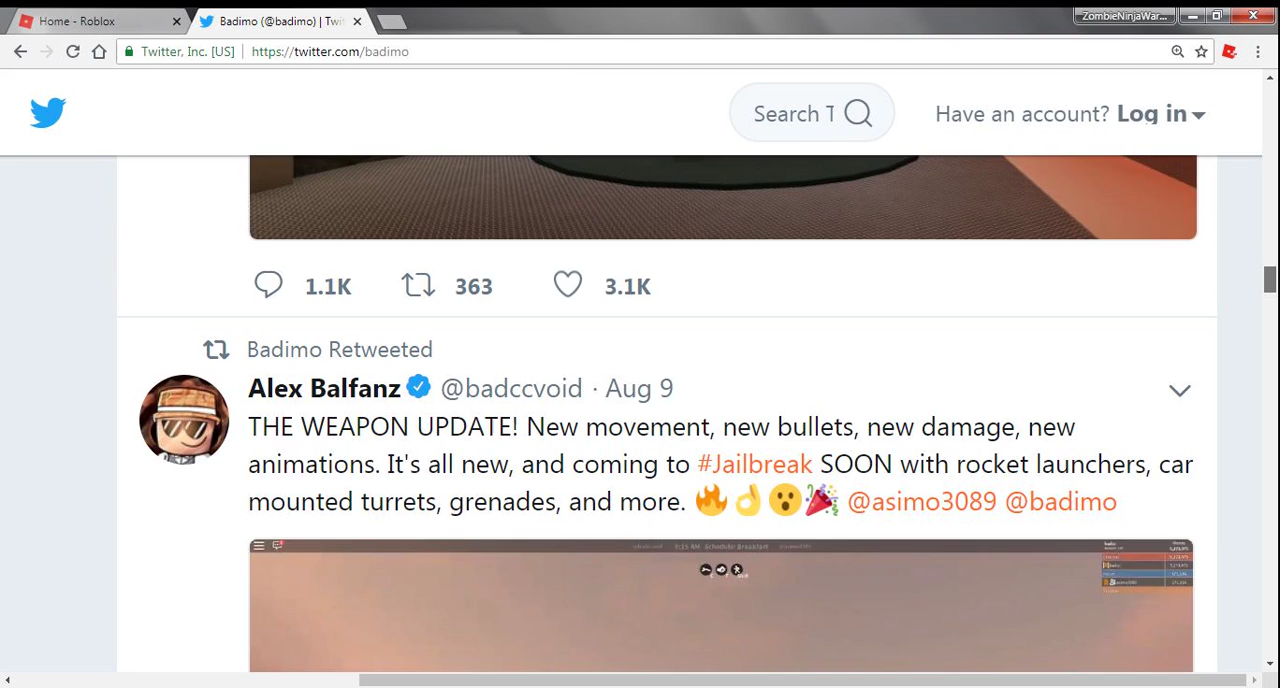 Home - Roblox
Badimo (@badimo) | Twit
ZombieNinjaWar...
Twitter, Inc. [US]
https://twitter.com/badimo
Search T
Have an account? Log in
1.1K
363
3.1K
Badimo Retweeted
Alex Balfanz @badccvoid · Aug 9
THE WEAPON UPDATE! New movement, new bullets, new damage, new
animations. It's all new, and coming to #Jailbreak SOON with rocket launchers, car
mounted turrets, grenades, and more. 🔥👌😮🎉 @asimo3089 @badimo